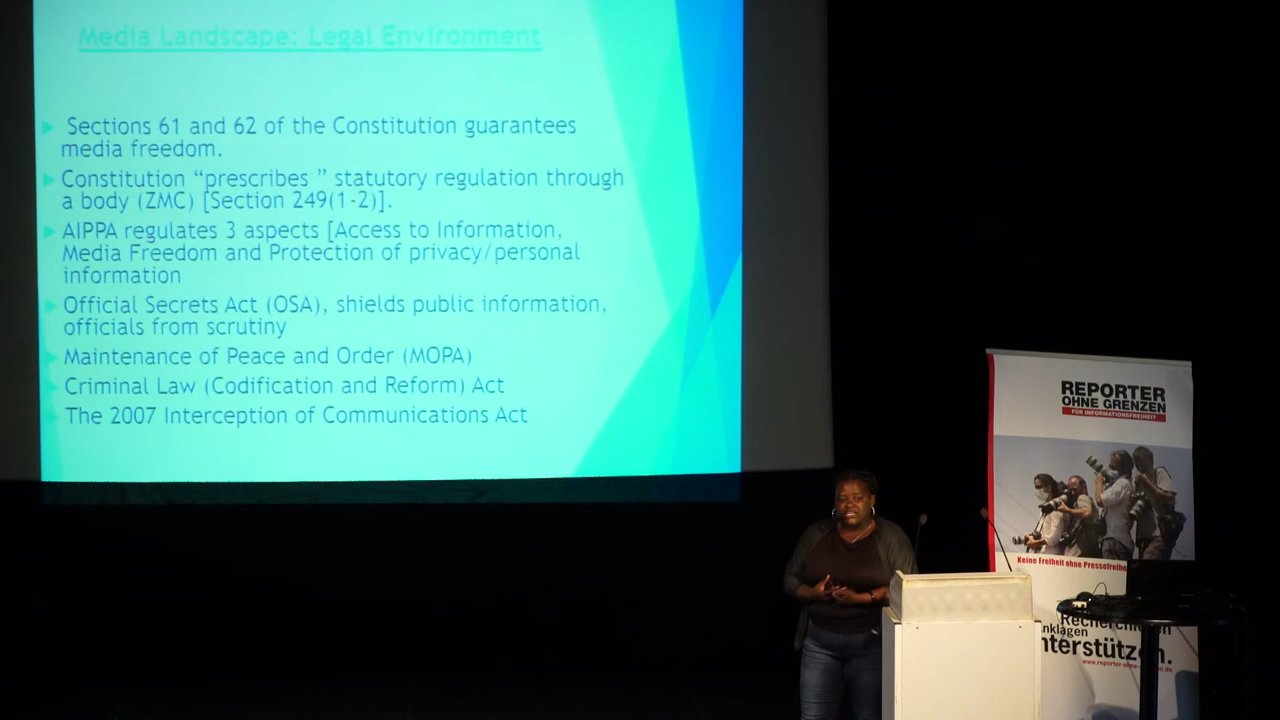 Media Landscape: Legal Environment
Sections 61 and 62 of the Constitution guarantees
media freedom.
Constitution “prescribes ” statutory regulation through
a body (ZMC) [Section 249(1-2)].
AIPPA regulates 3 aspects [Access to Information,
Media Freedom and Protection of privacy/personal
information
Official Secrets Act (OSA), shields public information,
officials from scrutiny
Maintenance of Peace and Order (MOPA)
Criminal Law (Codification and Reform) Act
The 2007 Interception of Communications Act
REPORTER
OHNE GRENZEN
FÜR INFORMATIONSFREIHEIT
Keine Freiheit ohne